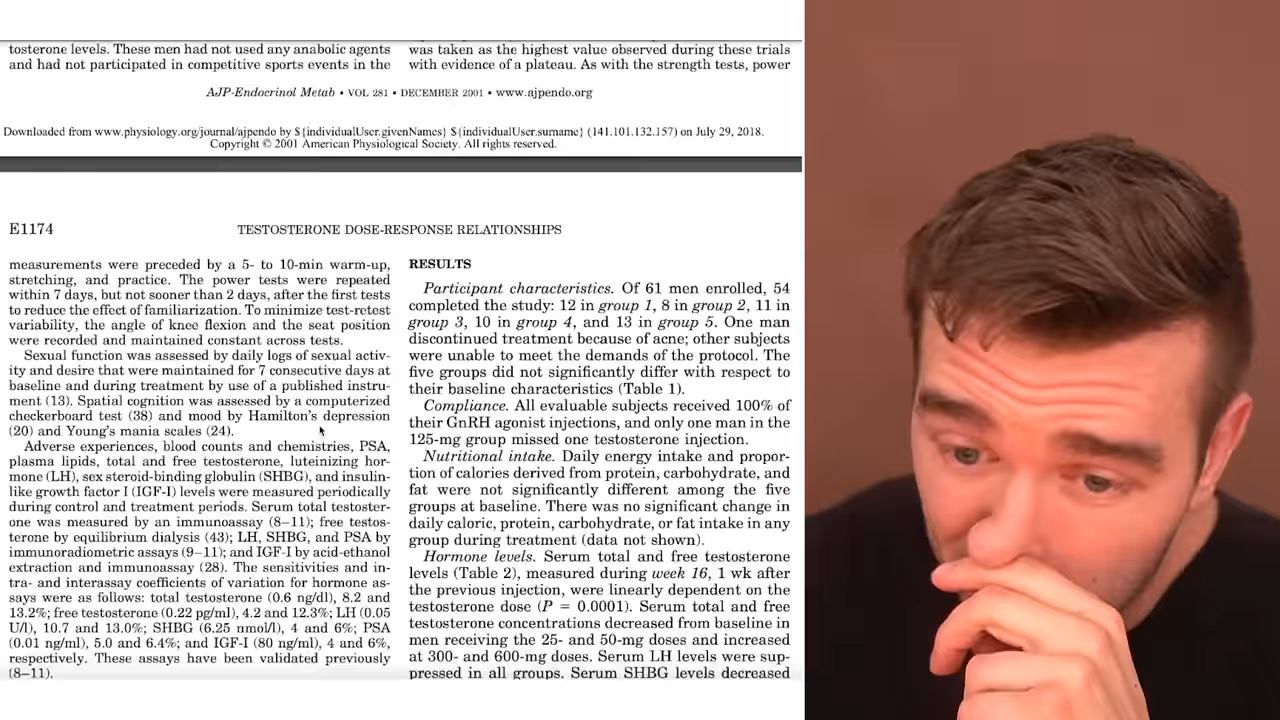 tosterone levels. These men had not used any anabolic agents
and had not participated in competitive sports events in the
was taken as the highest value observed during these trials
with evidence of a plateau. As with the strength tests, power
AJP-Endocrinol Metab • VOL 281 • DECEMBER 2001 • www.ajpendo.org
Downloaded from www.physiology.org/journal/ajpendo by ${individualUser.givenNames} ${individualUser.surname} (141.101.132.157) on July 29, 2018.
Copyright © 2001 American Physiological Society. All rights reserved.
E1174
TESTOSTERONE DOSE-RESPONSE RELATIONSHIPS
measurements were preceded by a 5- to 10-min warm-up,
stretching, and practice. The power tests were repeated
within 7 days, but not sooner than 2 days, after the first tests
to reduce the effect of familiarization. To minimize test-retest
variability, the angle of knee flexion and the seat position
were recorded and maintained constant across tests.
Sexual function was assessed by daily logs of sexual activ-
ity and desire that were maintained for 7 consecutive days at
baseline and during treatment by use of a published instru-
ment (13). Spatial cognition was assessed by a computerized
checkerboard test (38) and mood by Hamilton's depression
(20) and Young's mania scales (24).
Adverse experiences, blood counts and chemistries, PSA,
plasma lipids, total and free testosterone, luteinizing hor-
mone (LH), sex steroid-binding globulin (SHBG), and insulin-
like growth factor I (IGF-I) levels were measured periodically
during control and treatment periods. Serum total testoster-
one was measured by an immunoassay (8–11); free testos-
terone by equilibrium dialysis (43); LH, SHBG, and PSA by
immunoradiometric assays (9–11); and IGF-I by acid-ethanol
extraction and immunoassay (28). The sensitivities and in-
tra- and interassay coefficients of variation for hormone as-
says were as follows: total testosterone (0.6 ng/dl), 8.2 and
13.2%; free testosterone (0.22 pg/ml), 4.2 and 12.3%; LH (0.05
U/l), 10.7 and 13.0%; SHBG (6.25 nmol/l), 4 and 6%; PSA
(0.01 ng/ml), 5.0 and 6.4%; and IGF-I (80 ng/ml), 4 and 6%,
respectively. These assays have been validated previously
(8–11).
RESULTS
Participant characteristics. Of 61 men enrolled, 54
completed the study: 12 in group 1, 8 in group 2, 11 in
group 3, 10 in group 4, and 13 in group 5. One man
discontinued treatment because of acne; other subjects
were unable to meet the demands of the protocol. The
five groups did not significantly differ with respect to
their baseline characteristics (Table 1).
Compliance. All evaluable subjects received 100% of
their GnRH agonist injections, and only one man in the
125-mg group missed one testosterone injection.
Nutritional intake. Daily energy intake and propor-
tion of calories derived from protein, carbohydrate, and
fat were not significantly different among the five
groups at baseline. There was no significant change in
daily caloric, protein, carbohydrate, or fat intake in any
group during treatment (data not shown).
Hormone levels. Serum total and free testosterone
levels (Table 2), measured during week 16, 1 wk after
the previous injection, were linearly dependent on the
testosterone dose (P = 0.0001). Serum total and free
testosterone concentrations decreased from baseline in
men receiving the 25- and 50-mg doses and increased
at 300- and 600-mg doses. Serum LH levels were sup-
pressed in all groups. Serum SHBG levels decreased